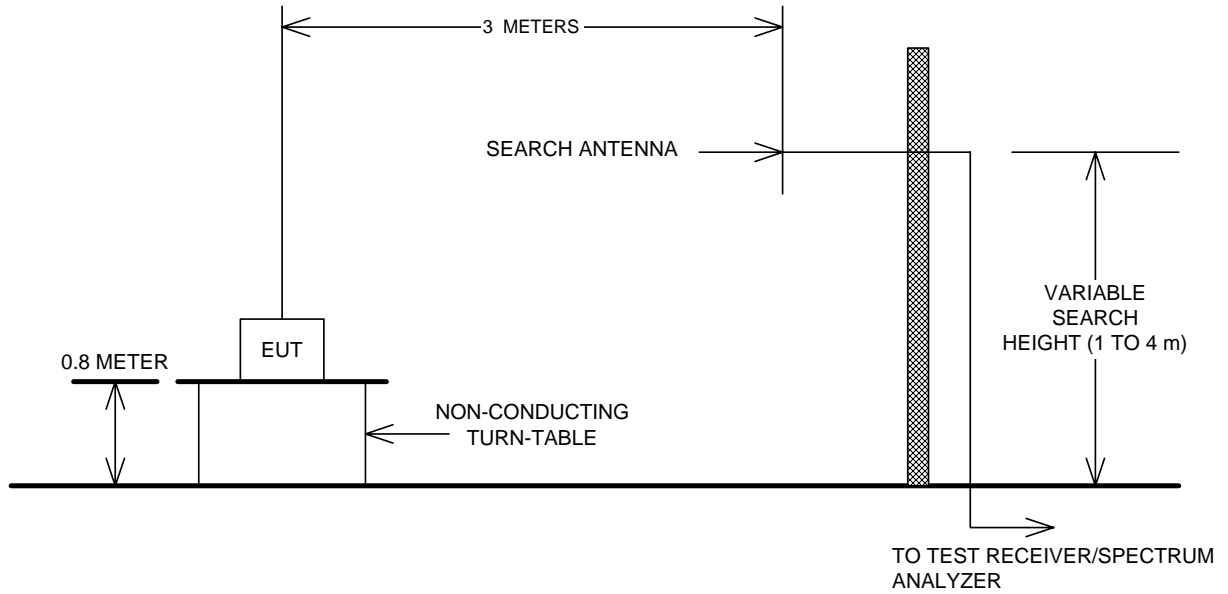 3 METERS
SEARCH ANTENNA
EUT
0.8 METER
NON-CONDUCTING
TURN-TABLE
VARIABLE
SEARCH
HEIGHT (1 TO 4 m)
TO TEST RECEIVER/SPECTRUM
ANALYZER